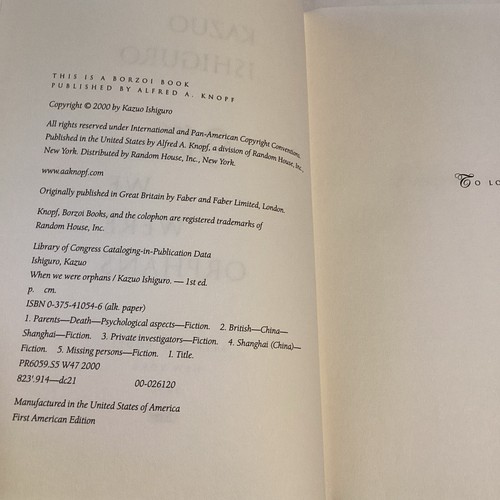 THIS IS A BORZOI BOOK
PUBLISHED BY ALFRED A. KNOPF
Copyright © 2000 by Kazuo Ishiguro
All rights reserved under International and Pan-American Copyright Conventions.
Published in the United States by Alfred A. Knopf, a division of Random House, Inc.,
New York. Distributed by Random House, Inc., New York.
www.aaknopf.com
Originally published in Great Britain by Faber and Faber Limited, London.
Knopf, Borzoi Books, and the colophon are registered trademarks of
Random House, Inc.
Library of Congress Cataloging-in-Publication Data
Ishiguro, Kazuo
When we were orphans / Kazuo Ishiguro. — 1st ed.
p. cm.
ISBN 0-375-41054-6 (alk. paper)
1. Parents—Death—Psychological aspects—Fiction. 2. British—China—
Shanghai—Fiction. 3. Private investigators—Fiction. 4. Shanghai (China)—
Fiction. 5. Missing persons—Fiction. I. Title.
PR6059.S5 W47 2000
823'.914—dc21 00-026120
Manufactured in the United States of America
First American Edition
TO LO
KAZUO
ISHIGURO
WE
WERE
ORPHANS